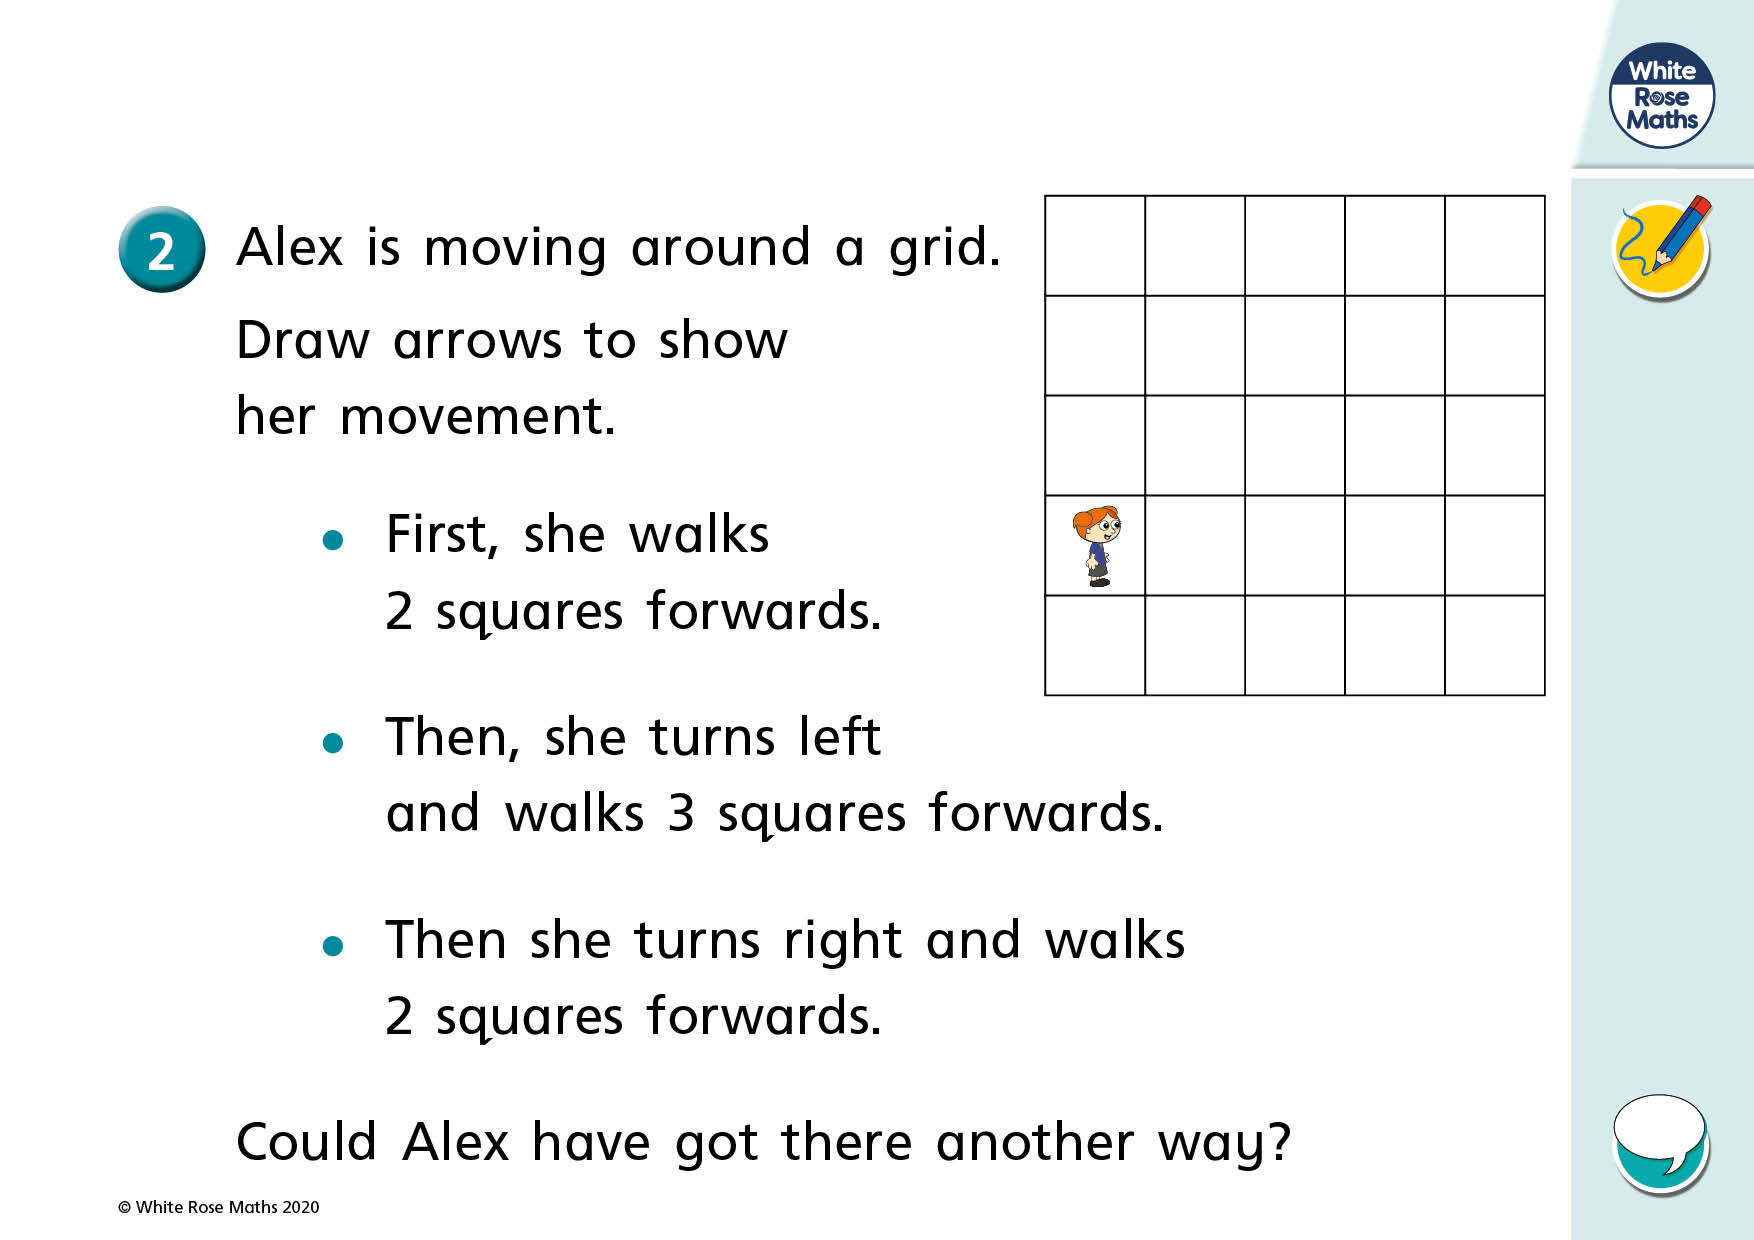 White
Rose
Maths
2
Alex is moving around a grid.
Draw arrows to show
her movement.
• First, she walks
2 squares forwards.
• Then, she turns left
and walks 3 squares forwards.
• Then she turns right and walks
2 squares forwards.
Could Alex have got there another way?
© White Rose Maths 2020